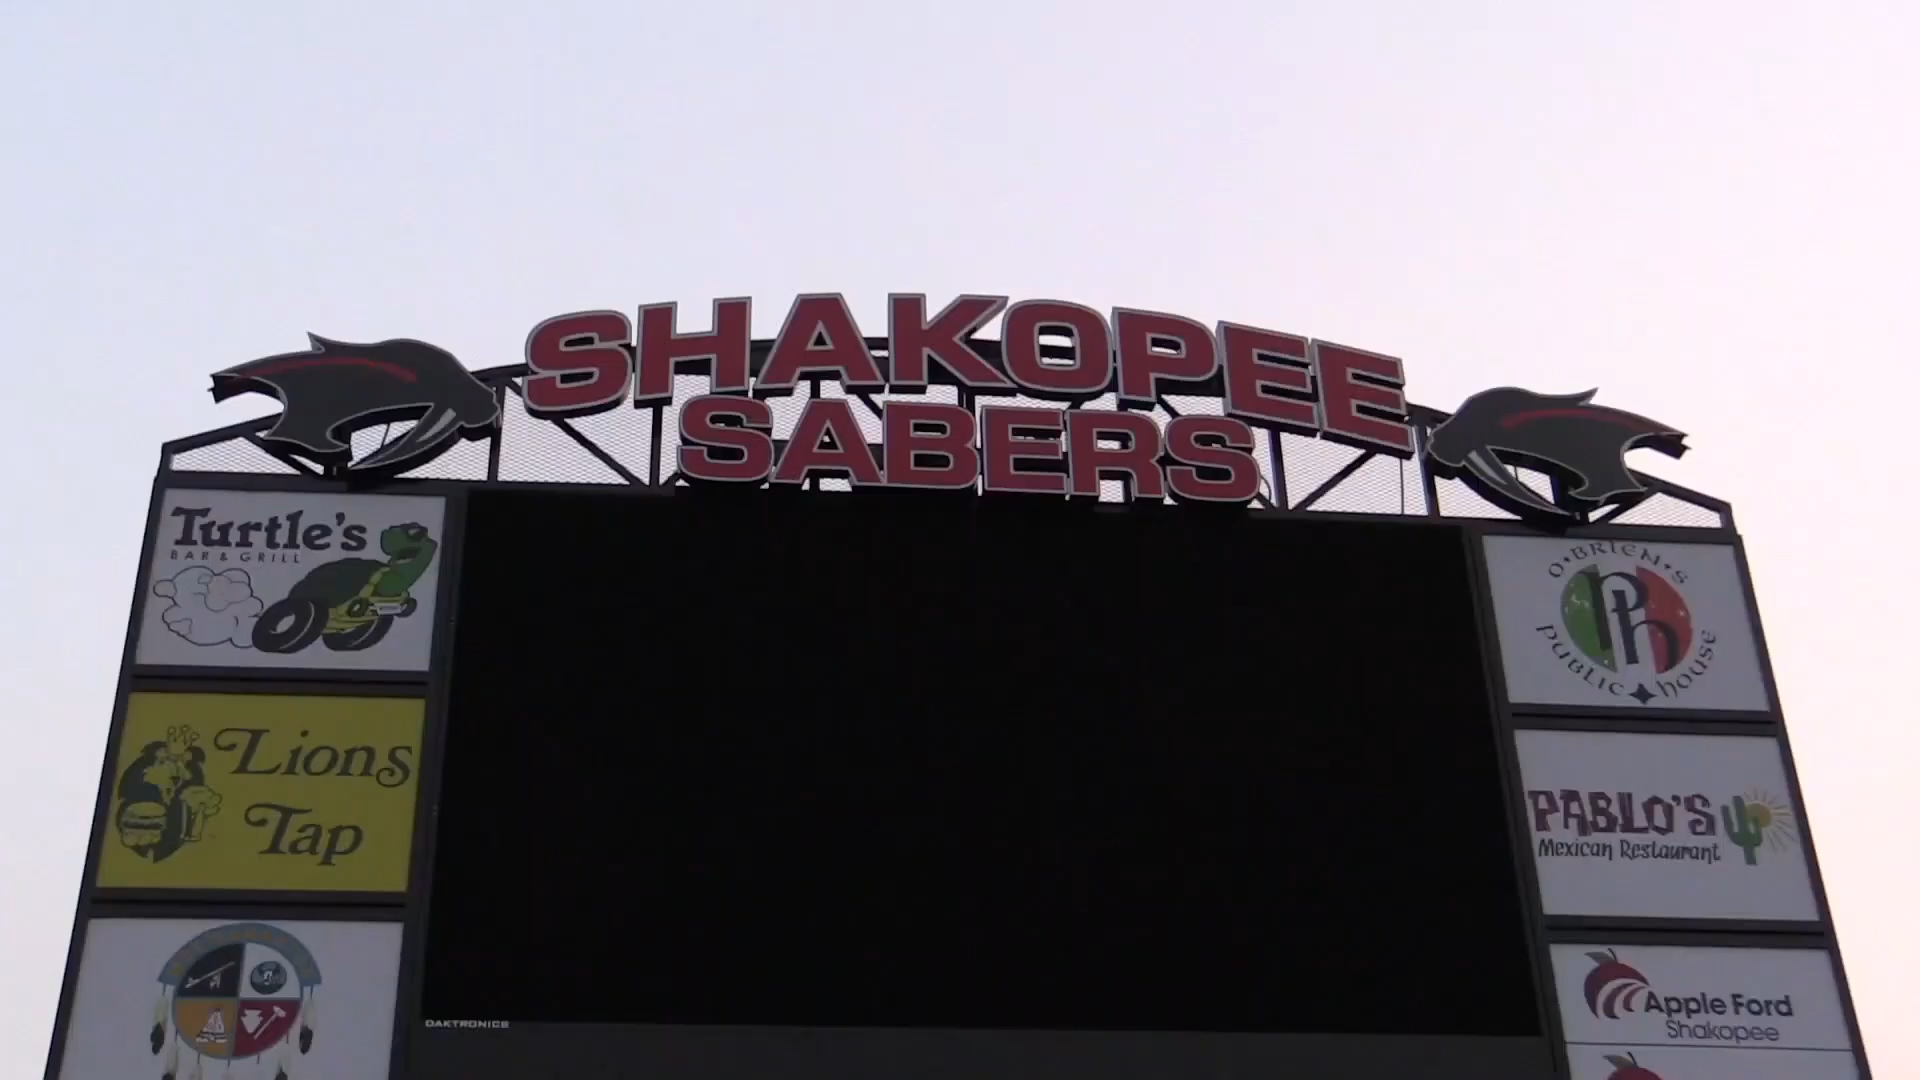 SHAKOPEE
SABERS
Turtle's
BAR & GRILL
Lions
Tap
O'BRIEN'S
Ph
PUBLIC HOUSE
PABLO'S
Mexican Restaurant
Apple Ford
Shakopee
DAKTRONICS